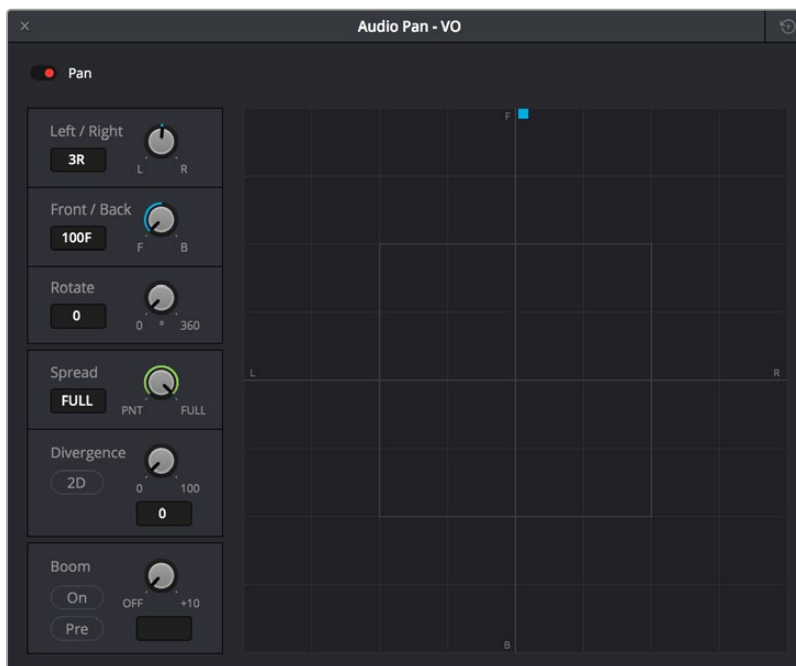 Audio Pan - VO
Pan
Left / Right
3R
L R
Front / Back
100F
F B
Rotate
0
0 ° 360
Spread
FULL
PNT FULL
Divergence
2D
0 100
0
Boom
On
OFF +10
Pre
F
L R
B